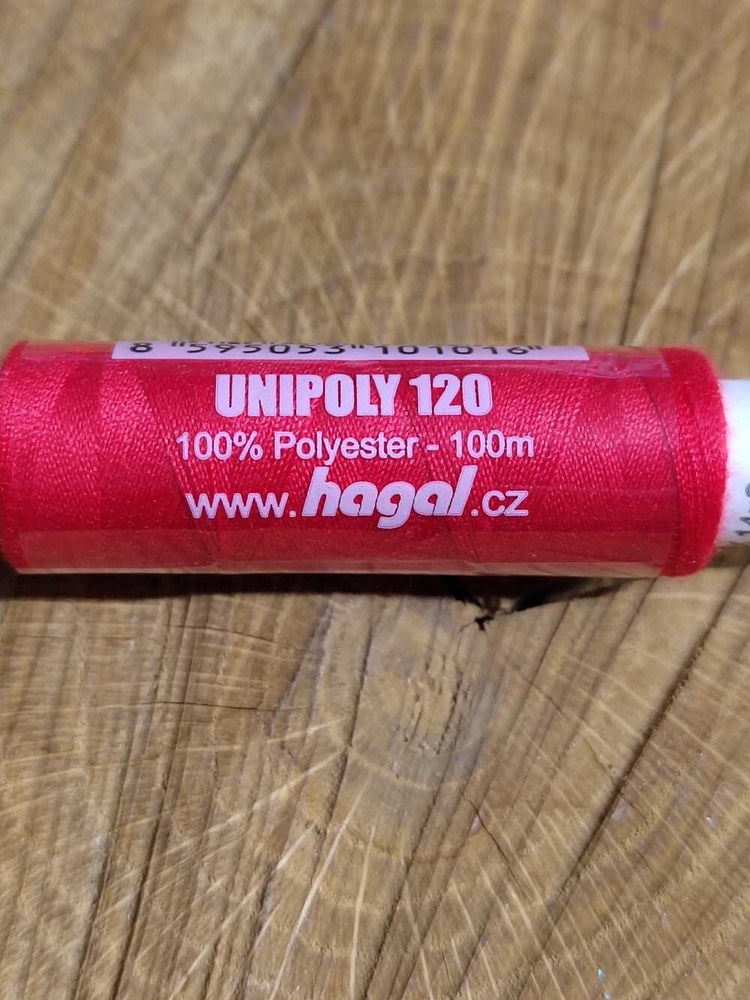 8 "595053"101016"
UNIPOLY 120
100% Polyester - 100m
www.hagal.cz